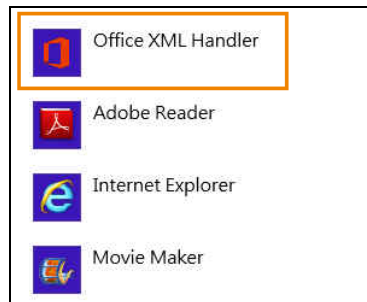 Office XML Handler
Adobe Reader
Internet Explorer
Movie Maker